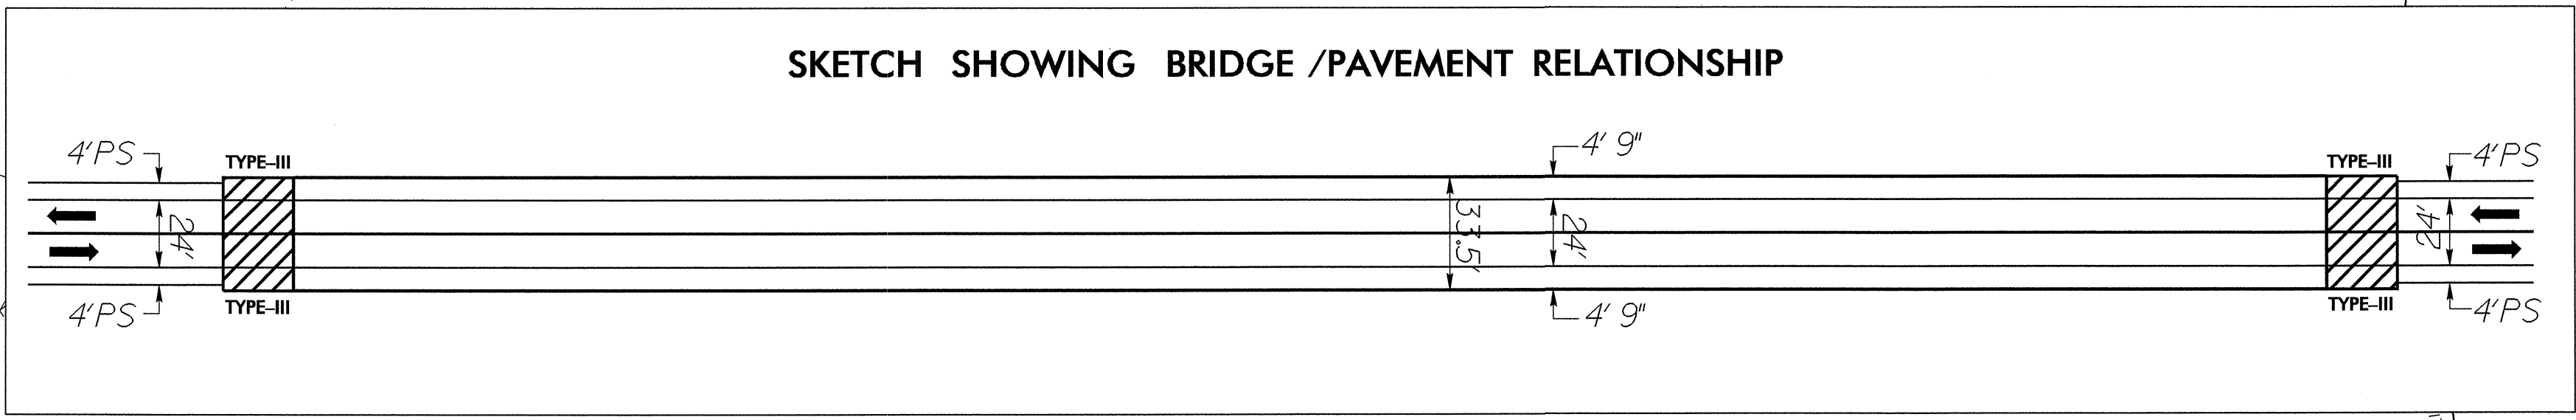 SKETCH SHOWING BRIDGE /PAVEMENT RELATIONSHIP
4'PS
TYPE-III
4' 9"
TYPE-III
4'PS
24'
33.5'
24'
24'
4'PS
TYPE-III
4' 9"
TYPE-III
4'PS